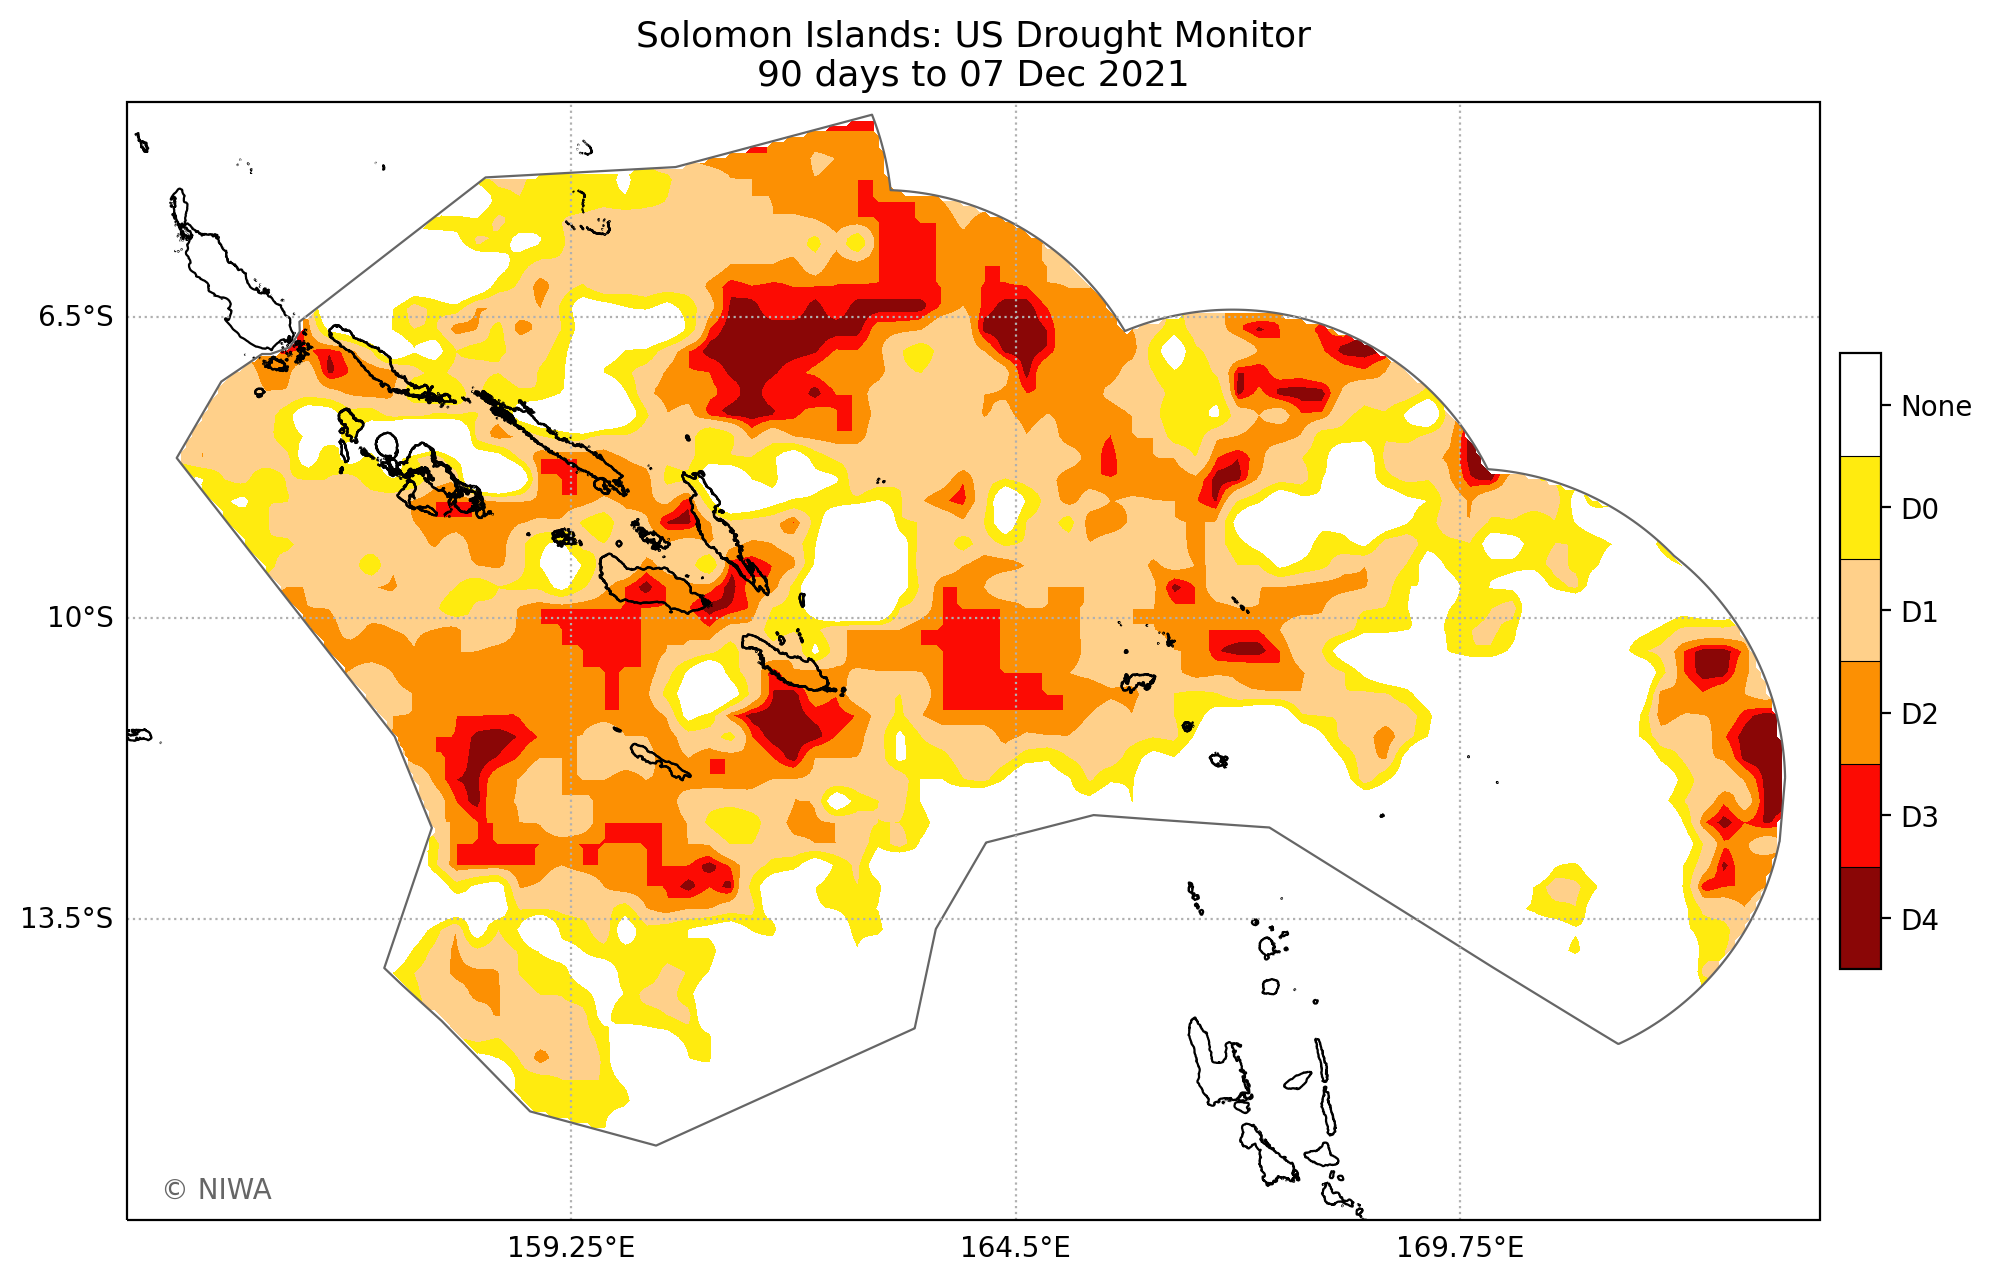 Solomon Islands: US Drought Monitor
90 days to 07 Dec 2021
6.5°S
10°S
13.5°S
159.25°E
164.5°E
169.75°E
None
D0
D1
D2
D3
D4
© NIWA